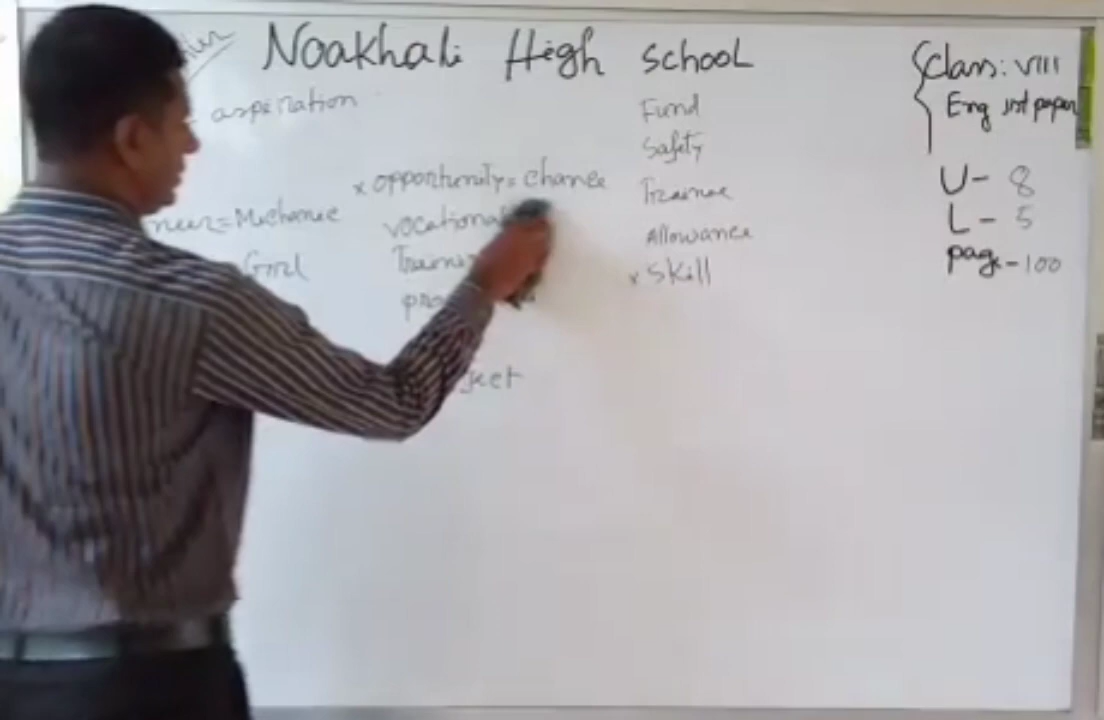 Noakhali High School
Class: VIII
Eng 1st paper
U- 8
L - 5
page - 100
aspiration
= Mechanic
Girl
x opportunity = chance
vocational
Fund
Safety
Trainee
Allowance
x Skill